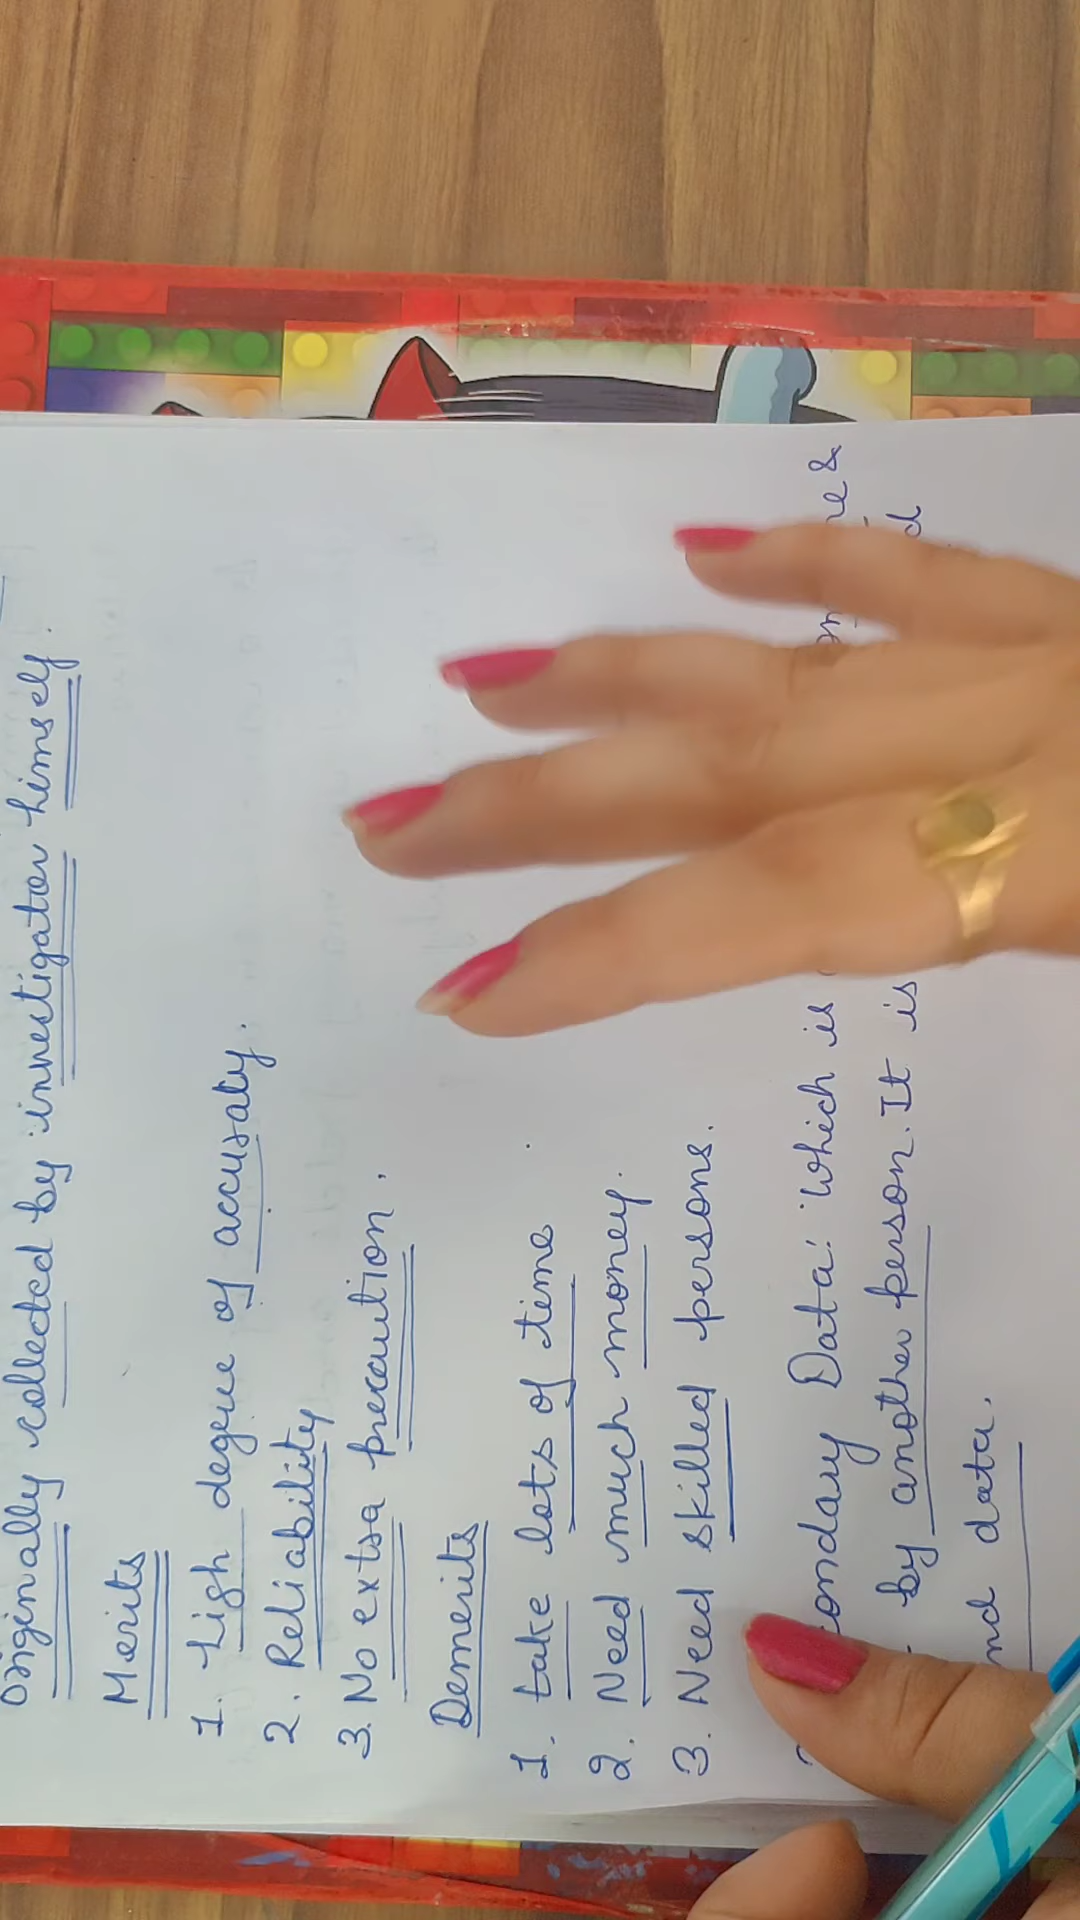 originally collected by investigator himself.
Merits
1. high degree of accuraty.
2. Reliability
3. No extra precaution.
Demerits
1. take lots of time
2. Need much money.
3. Need skilled persons.
condary Data: which is
by another person. It is
nd data.